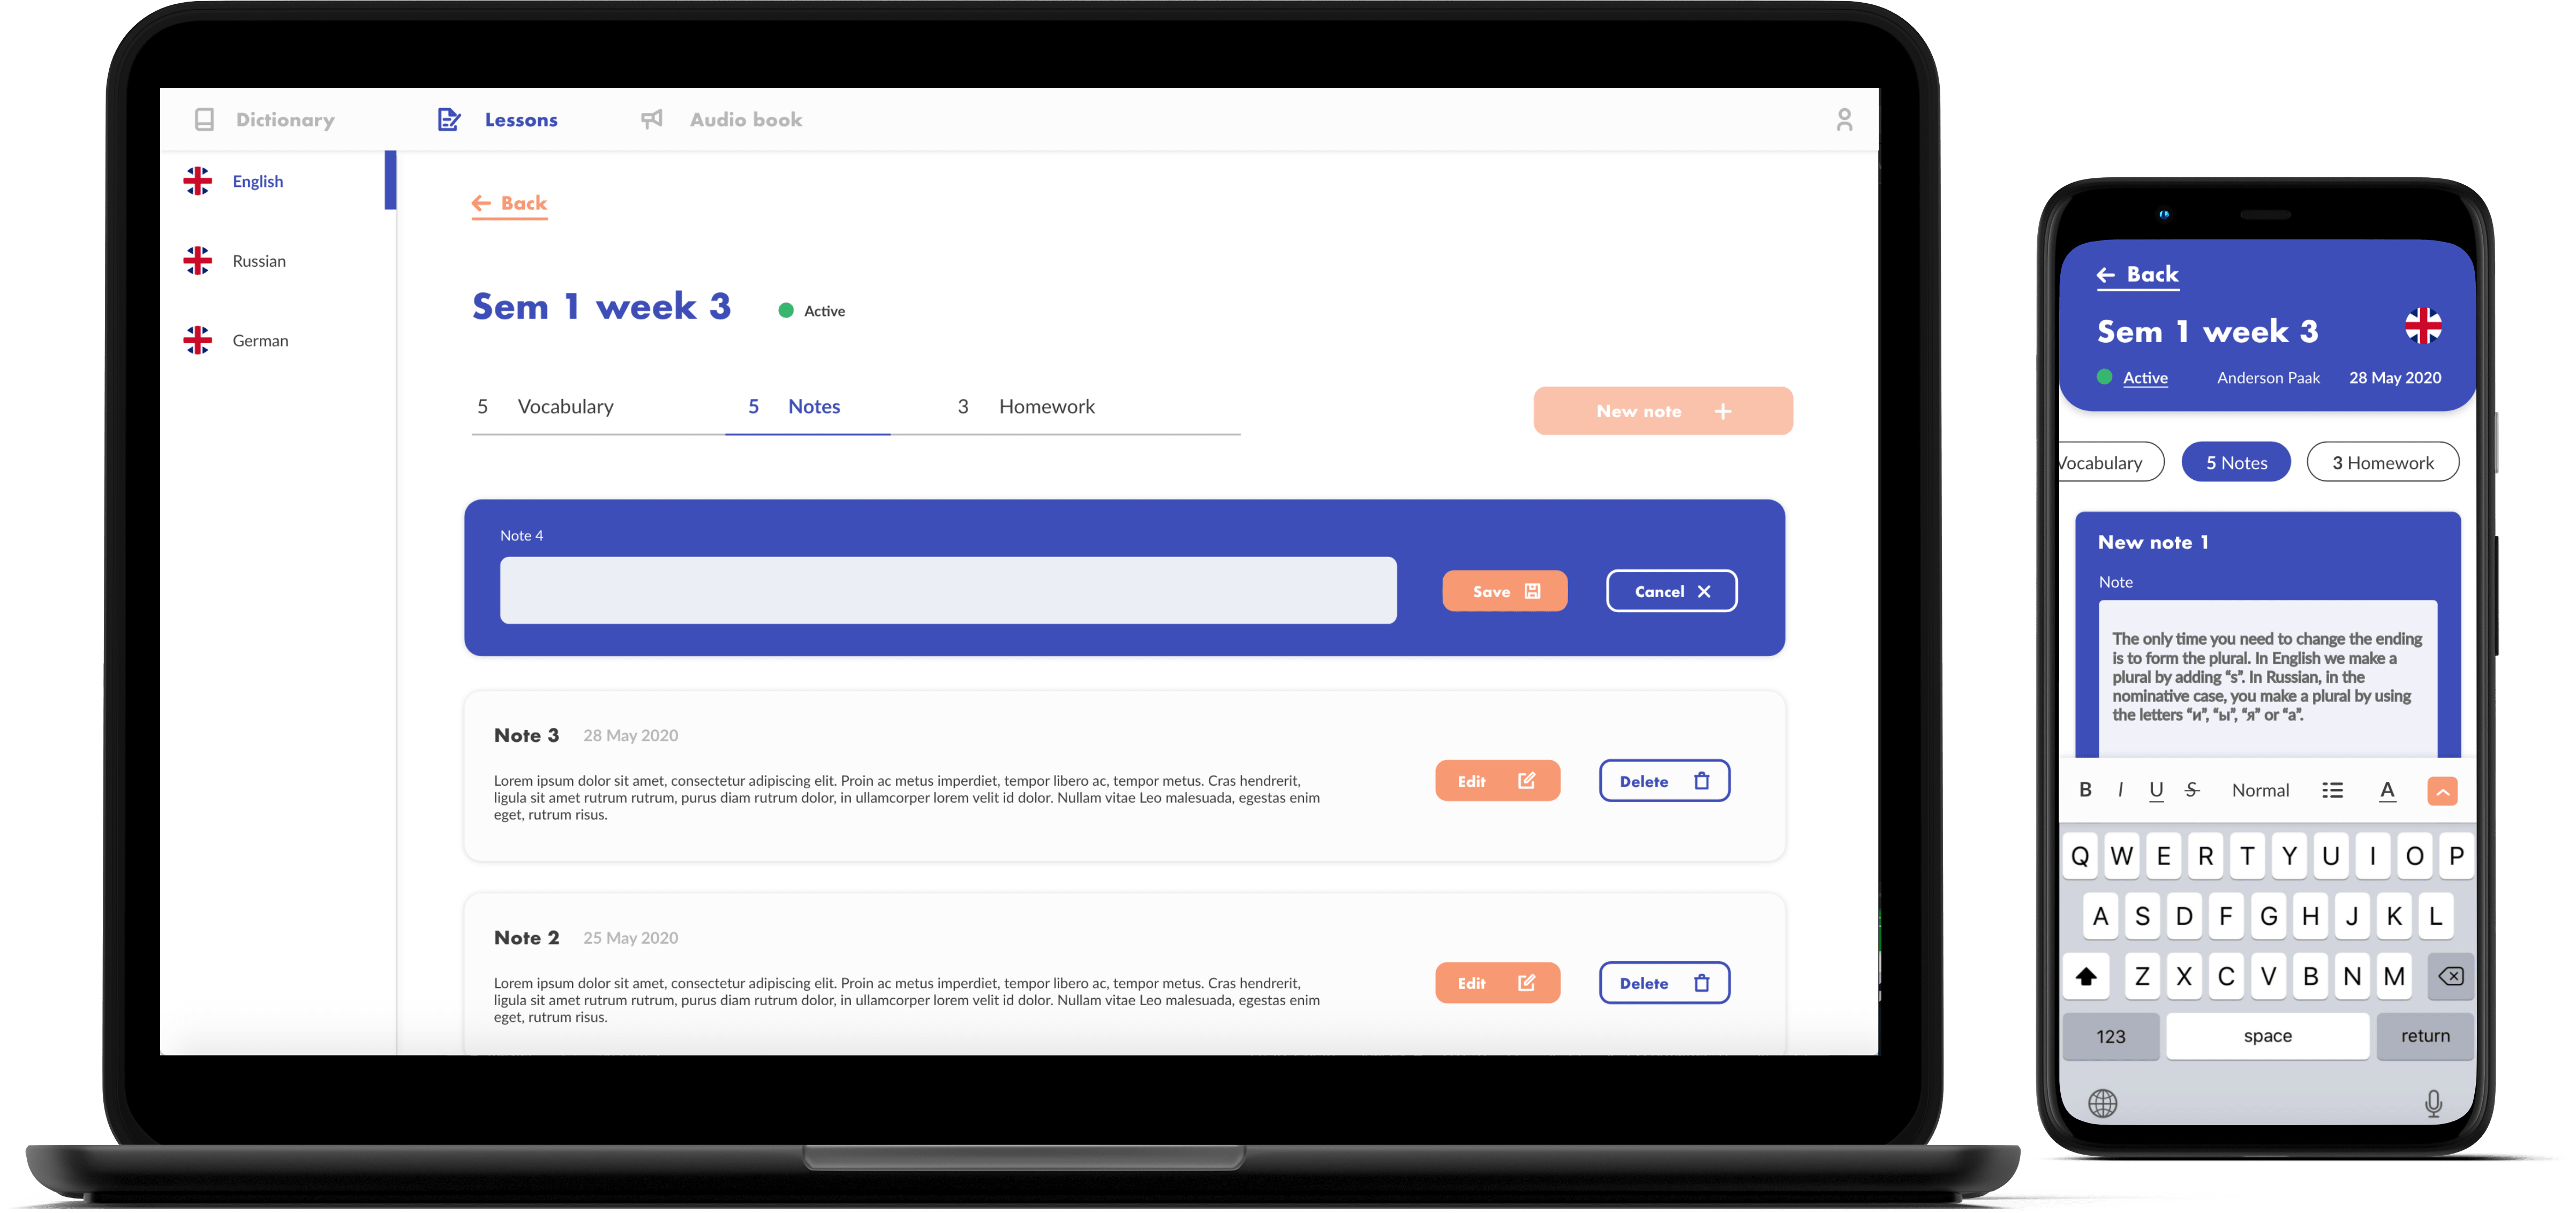 Dictionary Lessons Audio book
English
Russian
German
Back
Sem 1 week 3 Active
5 Vocabulary 5 Notes 3 Homework
New note +
Note 4
Save Cancel
Note 3 28 May 2020
Lorem ipsum dolor sit amet, consectetur adipiscing elit. Proin ac metus imperdiet, tempor libero ac, tempor metus. Cras hendrerit,
ligula sit amet rutrum rutrum, purus diam rutrum dolor, in ullamcorper lorem velit id dolor. Nullam vitae Leo malesuada, egestas enim
eget, rutrum risus.
Edit Delete
Note 2 25 May 2020
Lorem ipsum dolor sit amet, consectetur adipiscing elit. Proin ac metus imperdiet, tempor libero ac, tempor metus. Cras hendrerit,
ligula sit amet rutrum rutrum, purus diam rutrum dolor, in ullamcorper lorem velit id dolor. Nullam vitae Leo malesuada, egestas enim
eget, rutrum risus.
Edit Delete
Back
Sem 1 week 3
Active Anderson Paak 28 May 2020
Vocabulary 5 Notes 3 Homework
New note 1
Note
The only time you need to change the ending
is to form the plural. In English we make a
plural by adding “s”. In Russian, in the
nominative case, you make a plural by using
the letters “и”, “ы”, “я” or “а”.
B I U S Normal A
Q W E R T Y U I O P
A S D F G H J K L
Z X C V B N M
123 space return